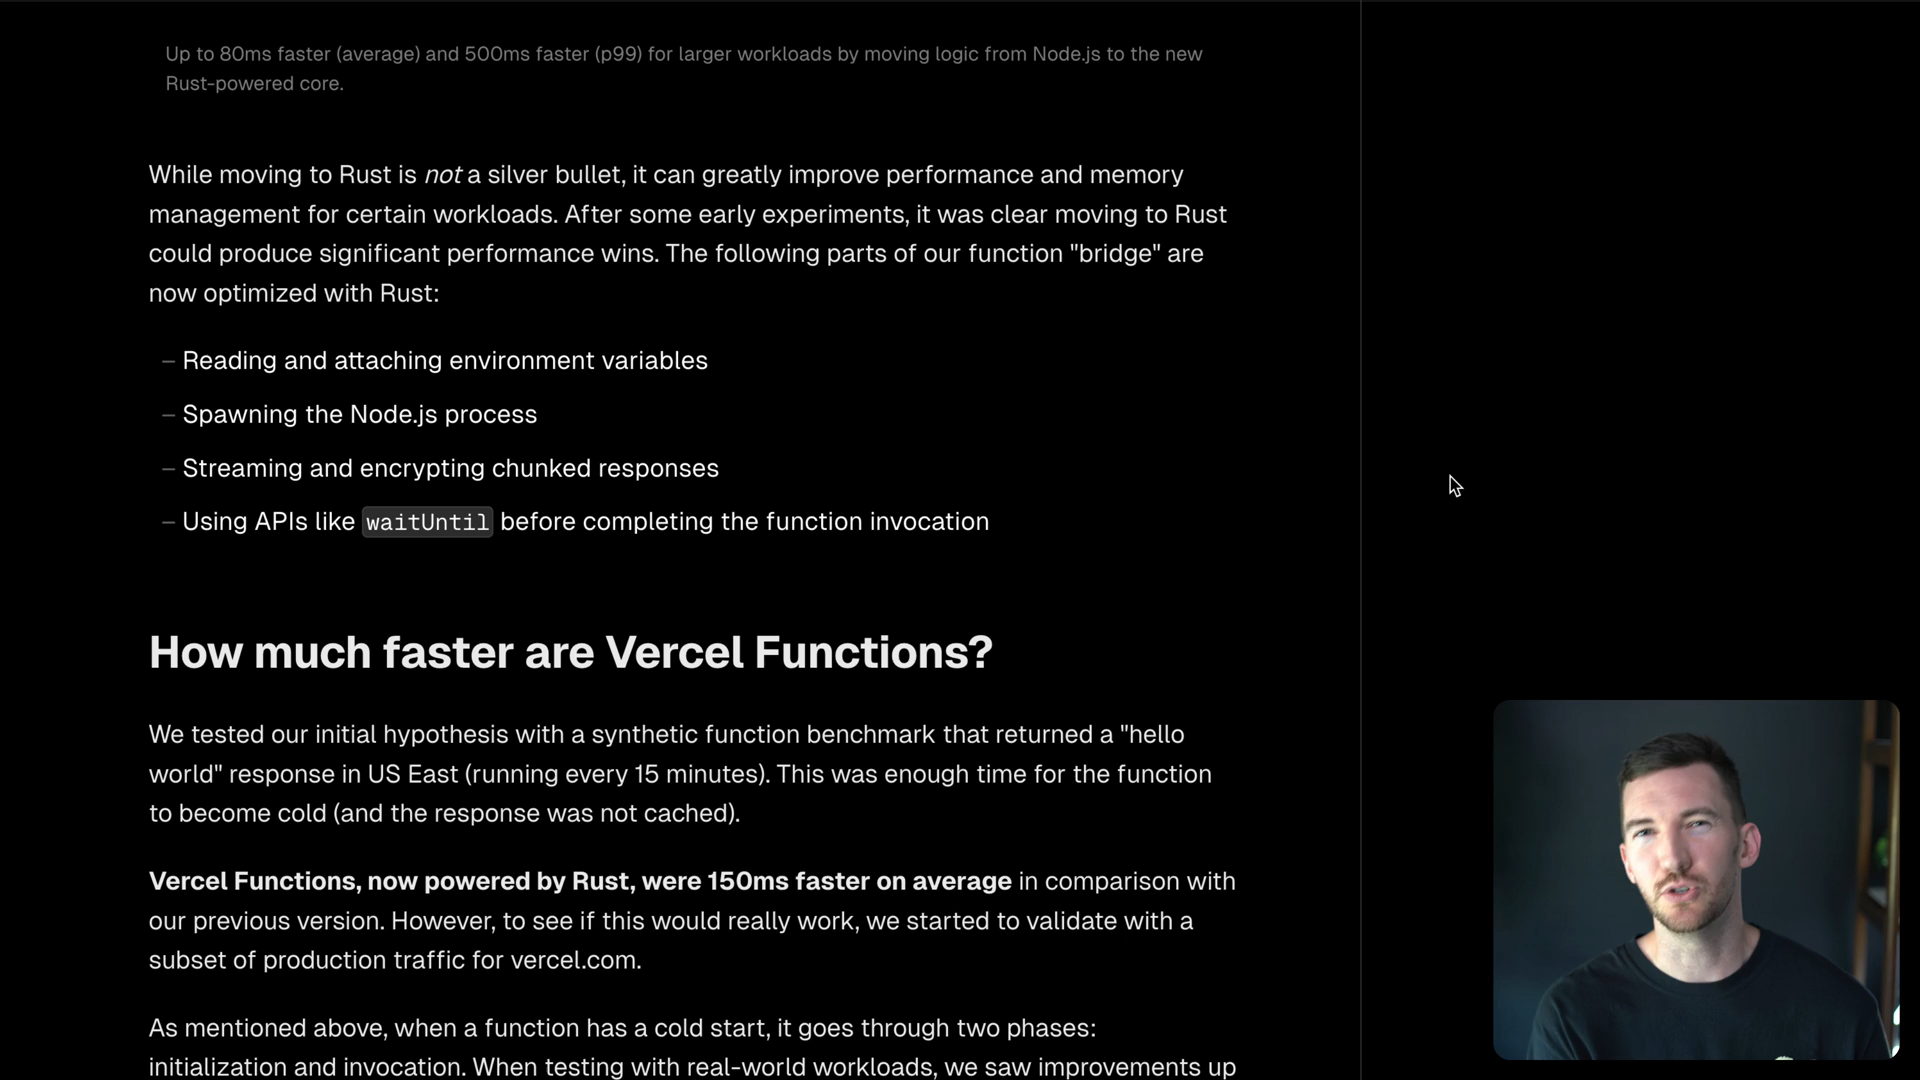 Up to 80ms faster (average) and 500ms faster (p99) for larger workloads by moving logic from Node.js to the new
Rust-powered core.
While moving to Rust is not a silver bullet, it can greatly improve performance and memory
management for certain workloads. After some early experiments, it was clear moving to Rust
could produce significant performance wins. The following parts of our function "bridge" are
now optimized with Rust:
– Reading and attaching environment variables
– Spawning the Node.js process
– Streaming and encrypting chunked responses
– Using APIs like waitUntil before completing the function invocation
How much faster are Vercel Functions?
We tested our initial hypothesis with a synthetic function benchmark that returned a "hello
world" response in US East (running every 15 minutes). This was enough time for the function
to become cold (and the response was not cached).
Vercel Functions, now powered by Rust, were 150ms faster on average in comparison with
our previous version. However, to see if this would really work, we started to validate with a
subset of production traffic for vercel.com.
As mentioned above, when a function has a cold start, it goes through two phases:
initialization and invocation. When testing with real-world workloads, we saw improvements up